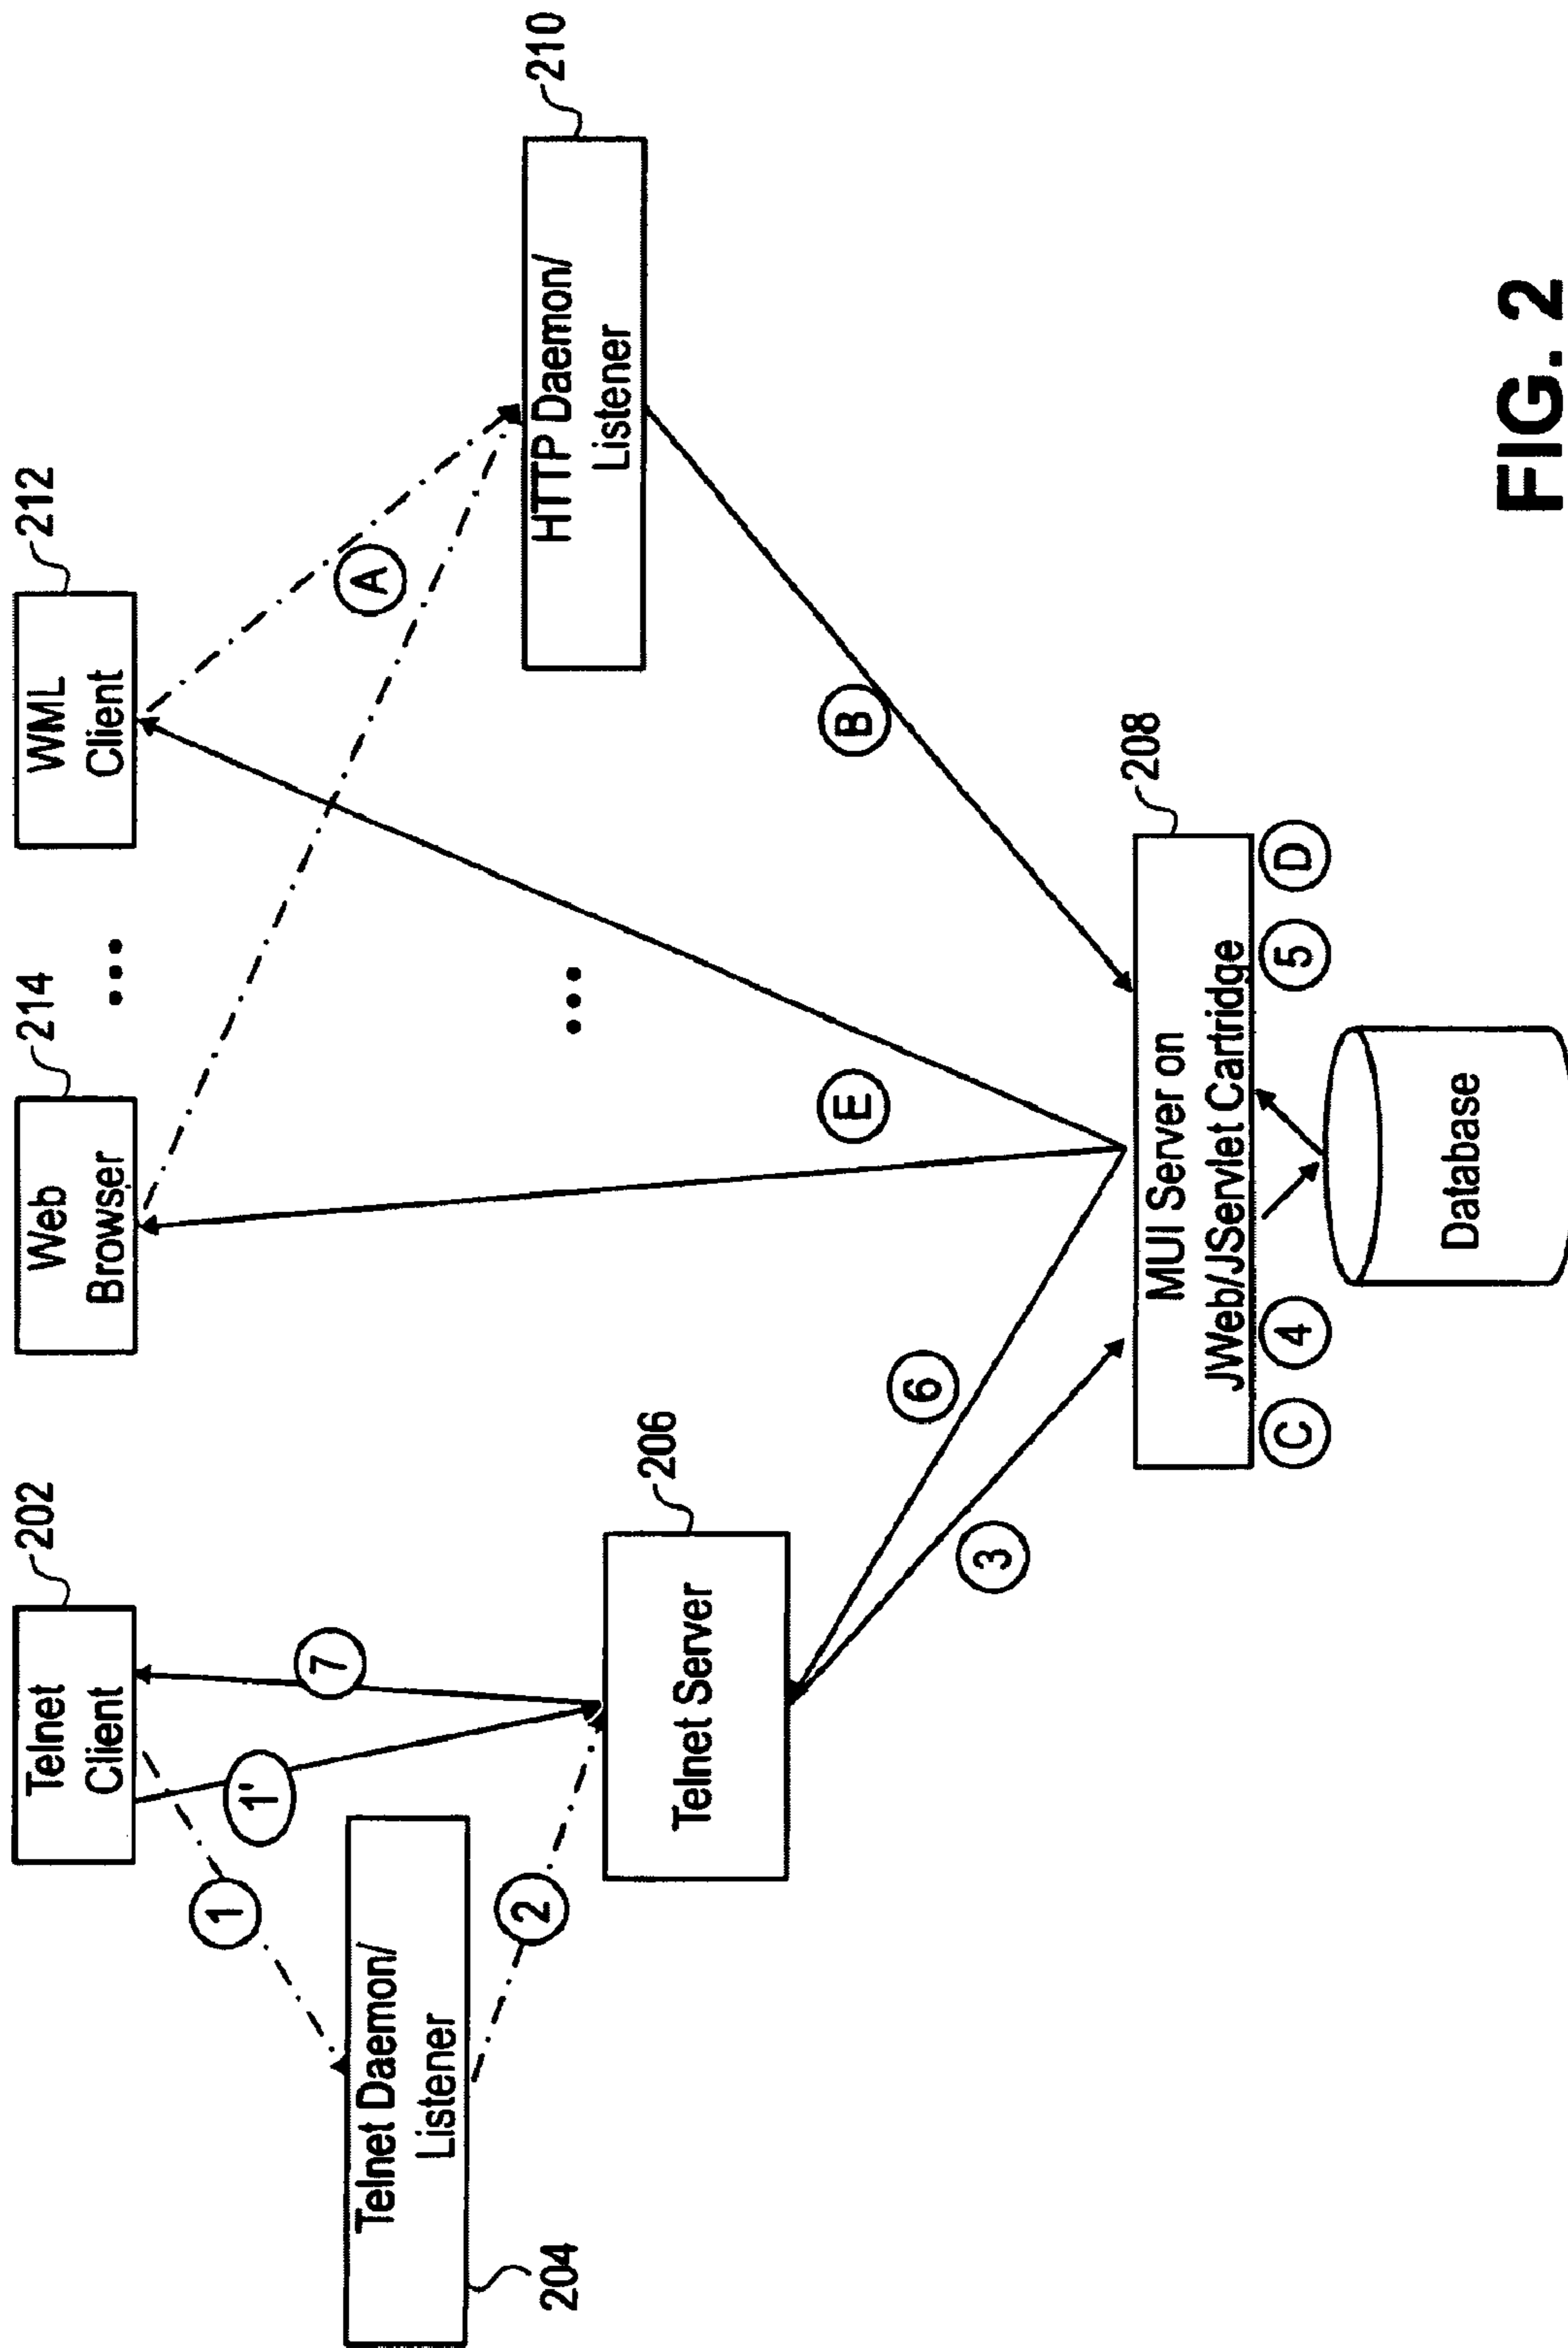 202
Telnet
Client
214
Web
Browser
...
212
WML
Client
1
1'
7
A
Telnet Daemon/
Listener
204
2
206
Telnet Server
...
210
HTTP Daemon/
Listener
6
3
E
B
208
MUI Server on
JWeb/JServlet Cartridge
C
4
5
D
Database
FIG. 2